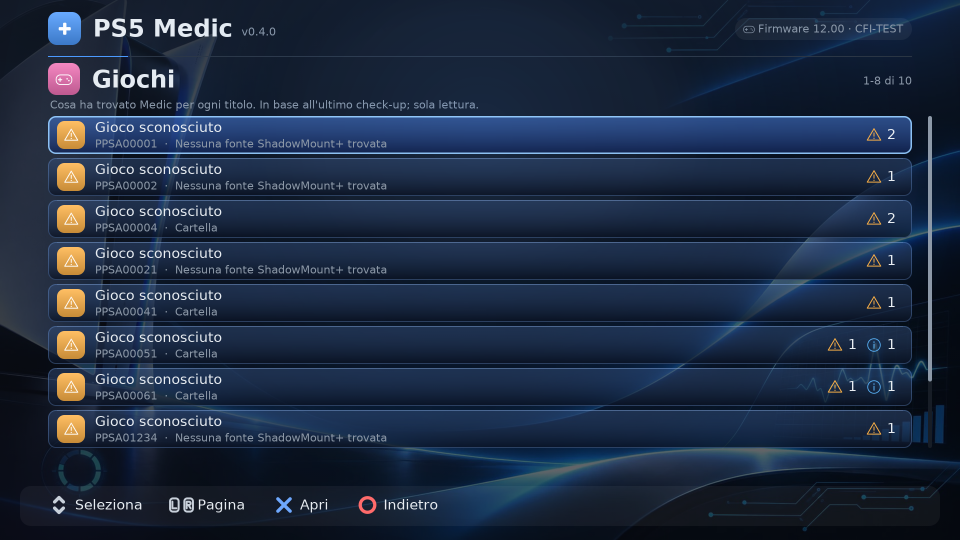 PS5 Medic v0.4.0
Firmware 12.00 · CFI-TEST
Giochi
1-8 di 10
Cosa ha trovato Medic per ogni titolo. In base all'ultimo check-up; sola lettura.
Gioco sconosciuto
PPSA00001 · Nessuna fonte ShadowMount+ trovata
2
Gioco sconosciuto
PPSA00002 · Nessuna fonte ShadowMount+ trovata
1
Gioco sconosciuto
PPSA00004 · Cartella
2
Gioco sconosciuto
PPSA00021 · Nessuna fonte ShadowMount+ trovata
1
Gioco sconosciuto
PPSA00041 · Cartella
1
Gioco sconosciuto
PPSA00051 · Cartella
1 1
Gioco sconosciuto
PPSA00061 · Cartella
1 1
Gioco sconosciuto
PPSA01234 · Nessuna fonte ShadowMount+ trovata
1
Seleziona L R Pagina Apri Indietro